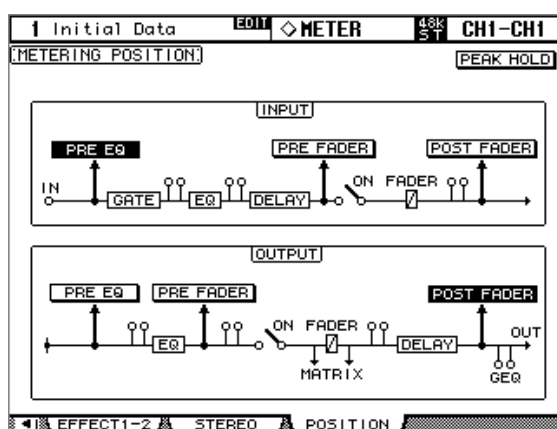 1 Initial Data EDIT ◇METER 48K ST CH1-CH1
METERING POSITION PEAK HOLD
INPUT
PRE EQ PRE FADER POST FADER
IN GATE EQ DELAY ON FADER
OUTPUT
PRE EQ PRE FADER POST FADER
EQ ON FADER DELAY OUT
MATRIX GEQ
EFFECT1-2 STEREO POSITION